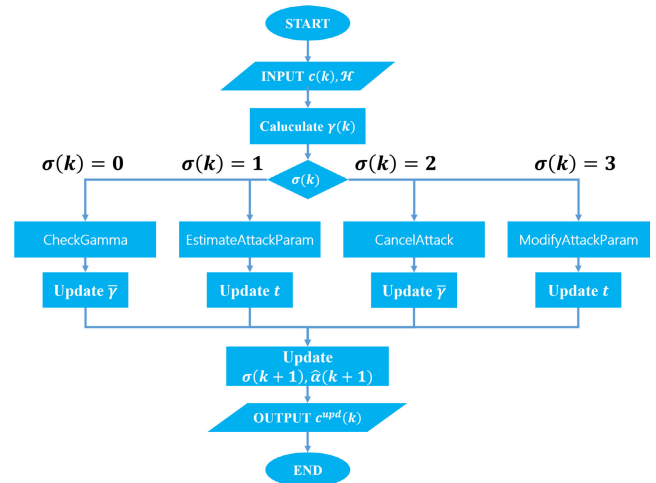 START
INPUT c(k), ℋ
Caluculate γ(k)
σ(k) = 0
σ(k) = 1
σ(k) = 2
σ(k) = 3
σ(k)
CheckGamma
EstimateAttackParam
CancelAttack
ModifyAttackParam
Update γ̅
Update t
Update γ̅
Update t
Update
σ(k+1), α̂(k+1)
OUTPUT c^{upd}(k)
END